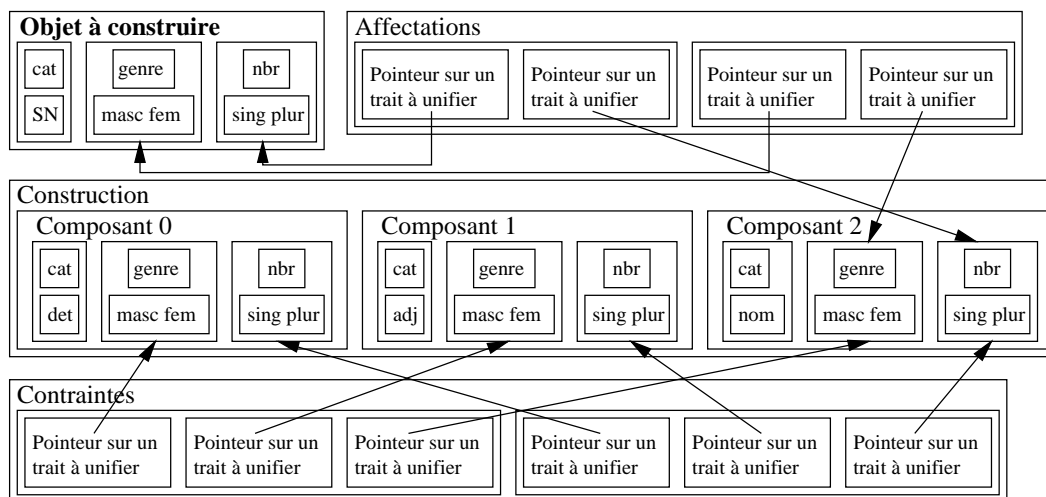 Objet à construire
cat
genre
nbr
SN
masc fem
sing plur
Affectations
Pointeur sur un
trait à unifier
Pointeur sur un
trait à unifier
Pointeur sur un
trait à unifier
Pointeur sur un
trait à unifier
Construction
Composant 0
cat
genre
nbr
det
masc fem
sing plur
Composant 1
cat
genre
nbr
adj
masc fem
sing plur
Composant 2
cat
genre
nbr
nom
masc fem
sing plur
Contraintes
Pointeur sur un
trait à unifier
Pointeur sur un
trait à unifier
Pointeur sur un
trait à unifier
Pointeur sur un
trait à unifier
Pointeur sur un
trait à unifier
Pointeur sur un
trait à unifier